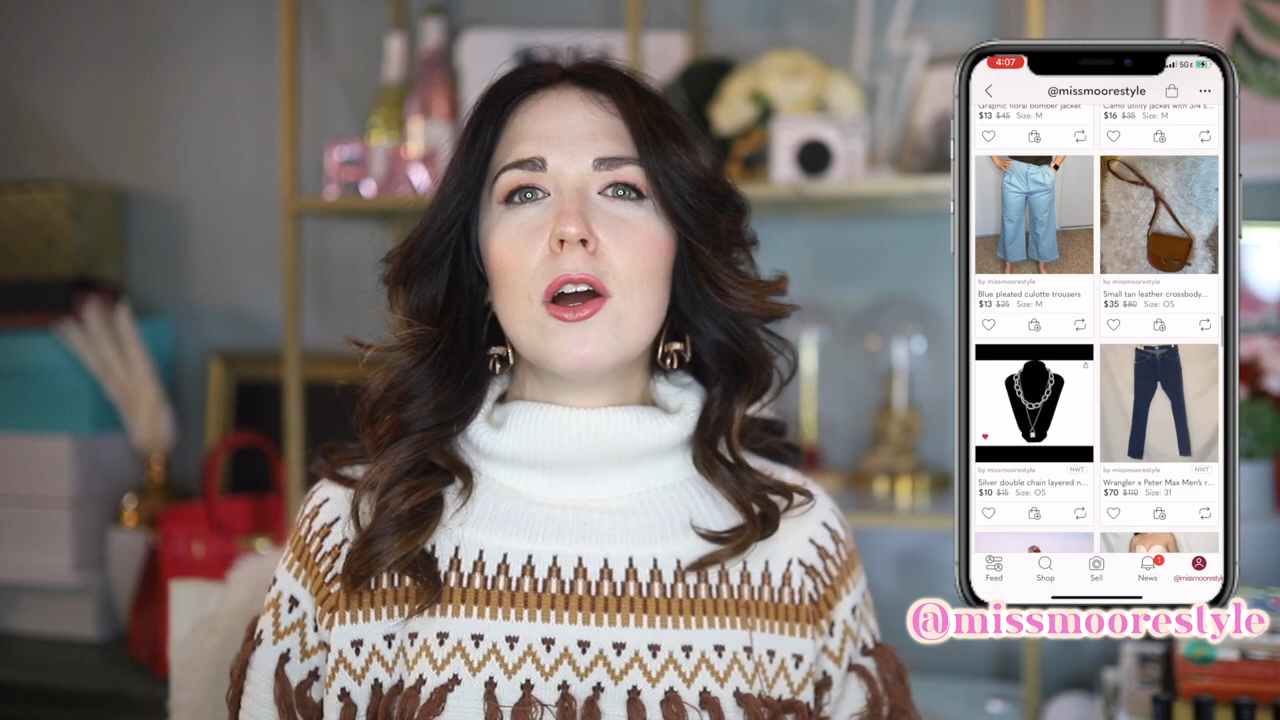 4:07
5G E
@missmoorestyle
Graphic floral bomber jacket
$13 $45 Size: M
Camo utility jacket with 3/4 s...
$16 $35 Size: M
by missmoorestyle
Blue pleated culotte trousers
$13 $25 Size: M
by missmoorestyle
Small tan leather crossbody...
$35 $80 Size: OS
by missmoorestyle NWT
Silver double chain layered n...
$10 $15 Size: OS
by missmoorestyle NWT
Wrangler x Peter Max Men's r...
$70 $110 Size: 31
Feed
Shop
Sell
News
1
@missmoorestyle
@missmoorestyle